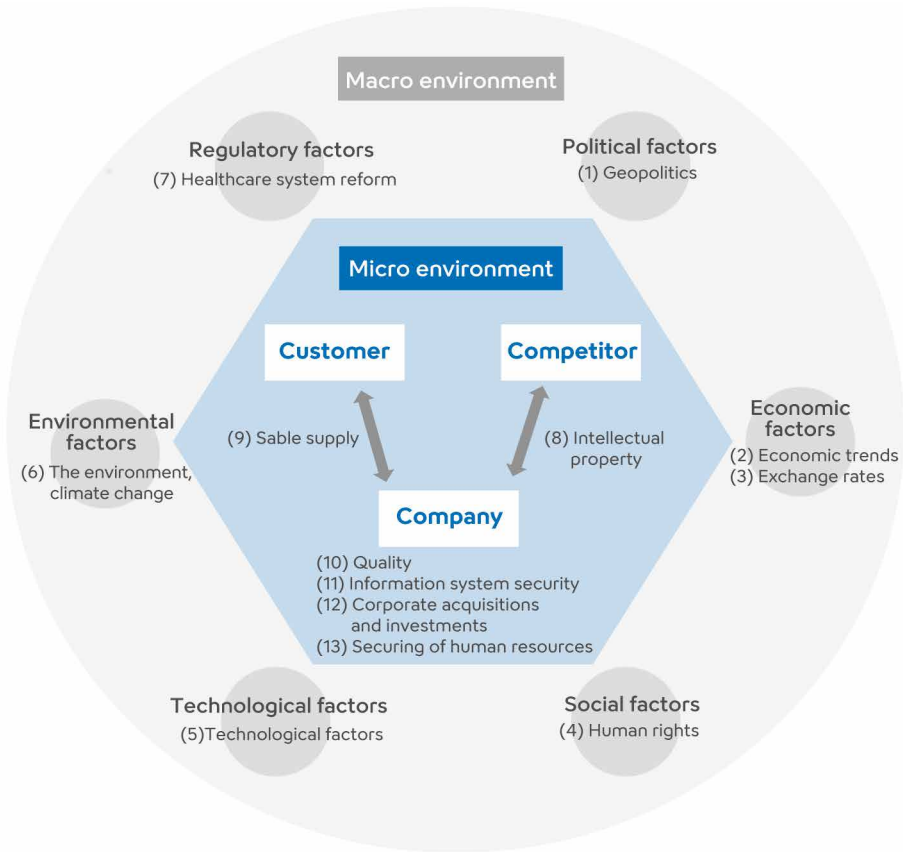 Macro environment
Regulatory factors
(7) Healthcare system reform
Political factors
(1) Geopolitics
Micro environment
Customer
Competitor
Environmental
factors
(6) The environment,
climate change
(9) Sable supply
(8) Intellectual
property
Economic
factors
(2) Economic trends
(3) Exchange rates
Company
(10) Quality
(11) Information system security
(12) Corporate acquisitions
and investments
(13) Securing of human resources
Technological factors
(5)Technological factors
Social factors
(4) Human rights